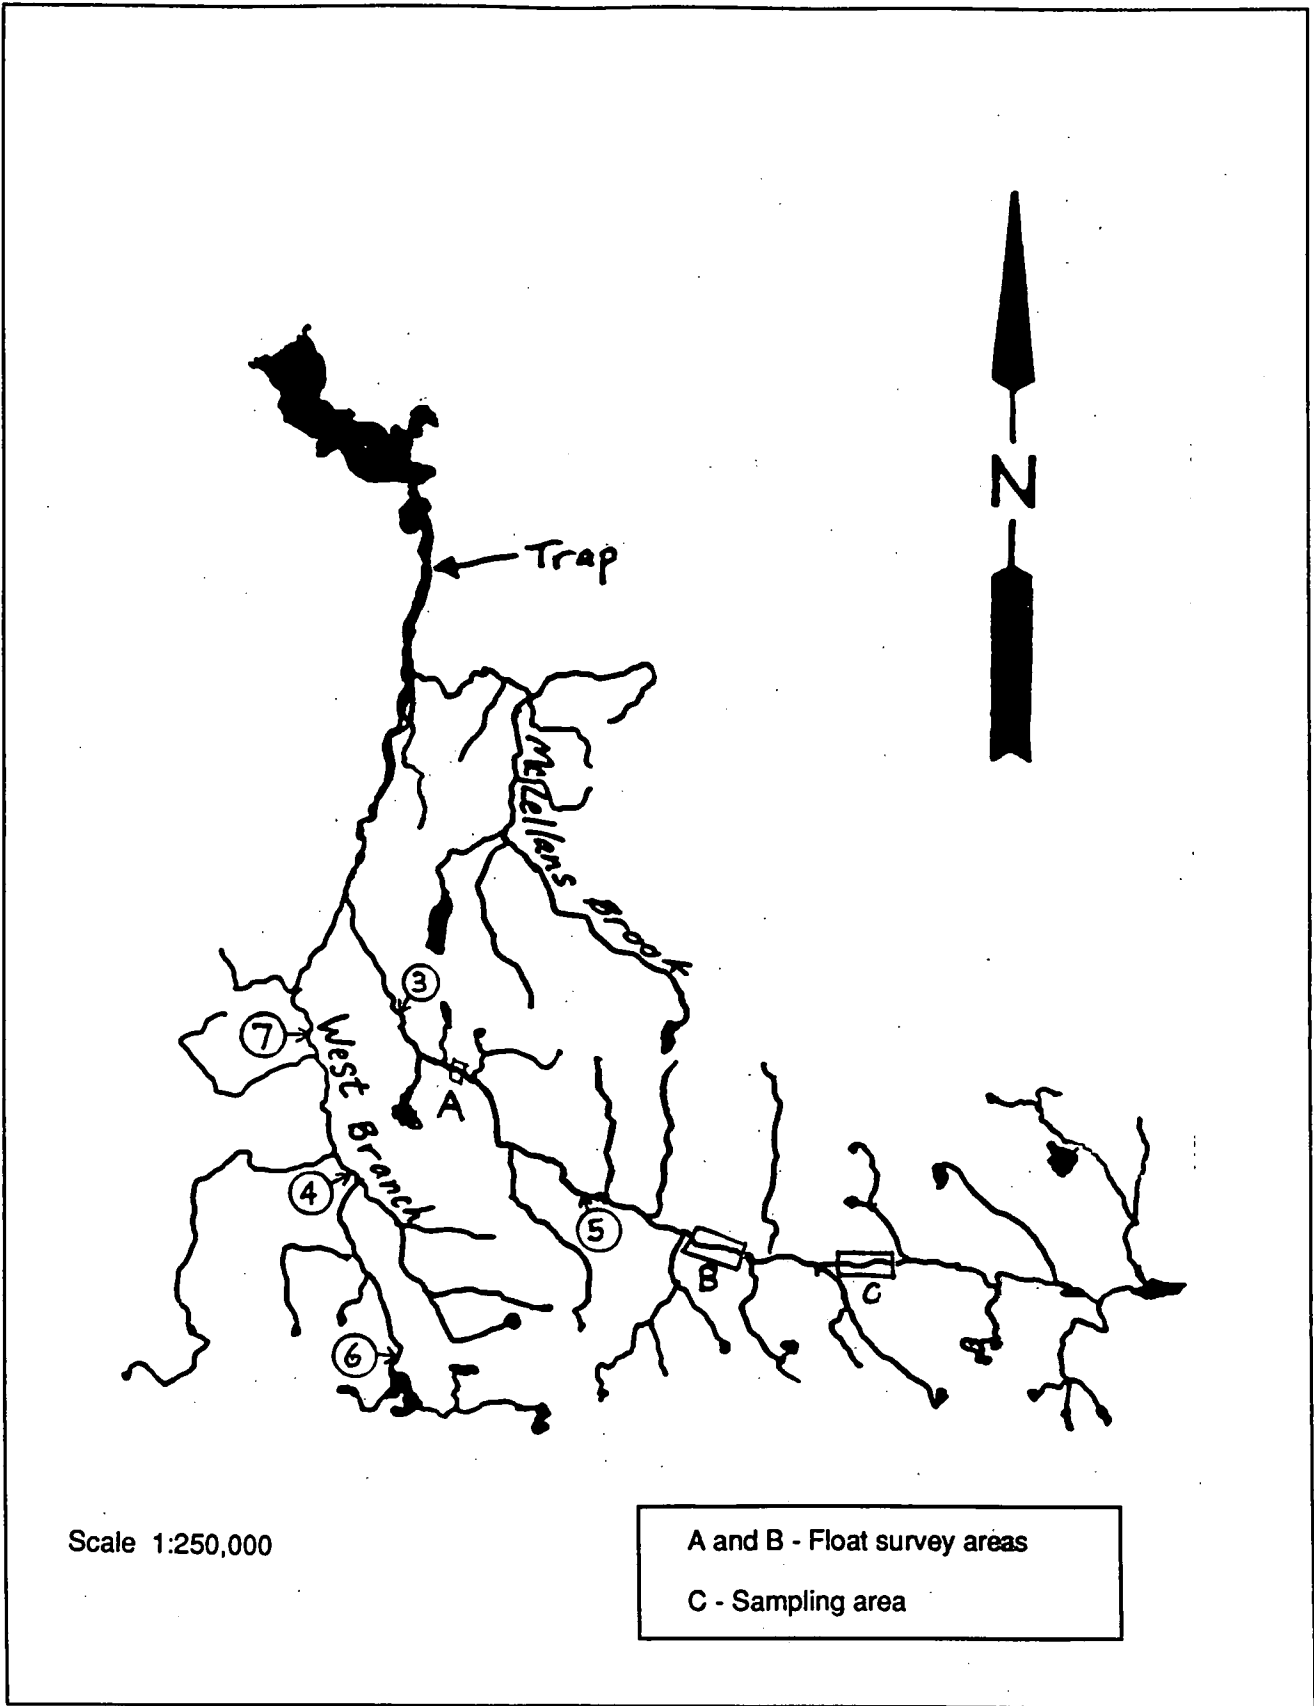 N
Trap
McLellans Brook
3
7
West Branch
A
4
5
B
C
6
Scale 1:250,000
A and B - Float survey areas
C - Sampling area